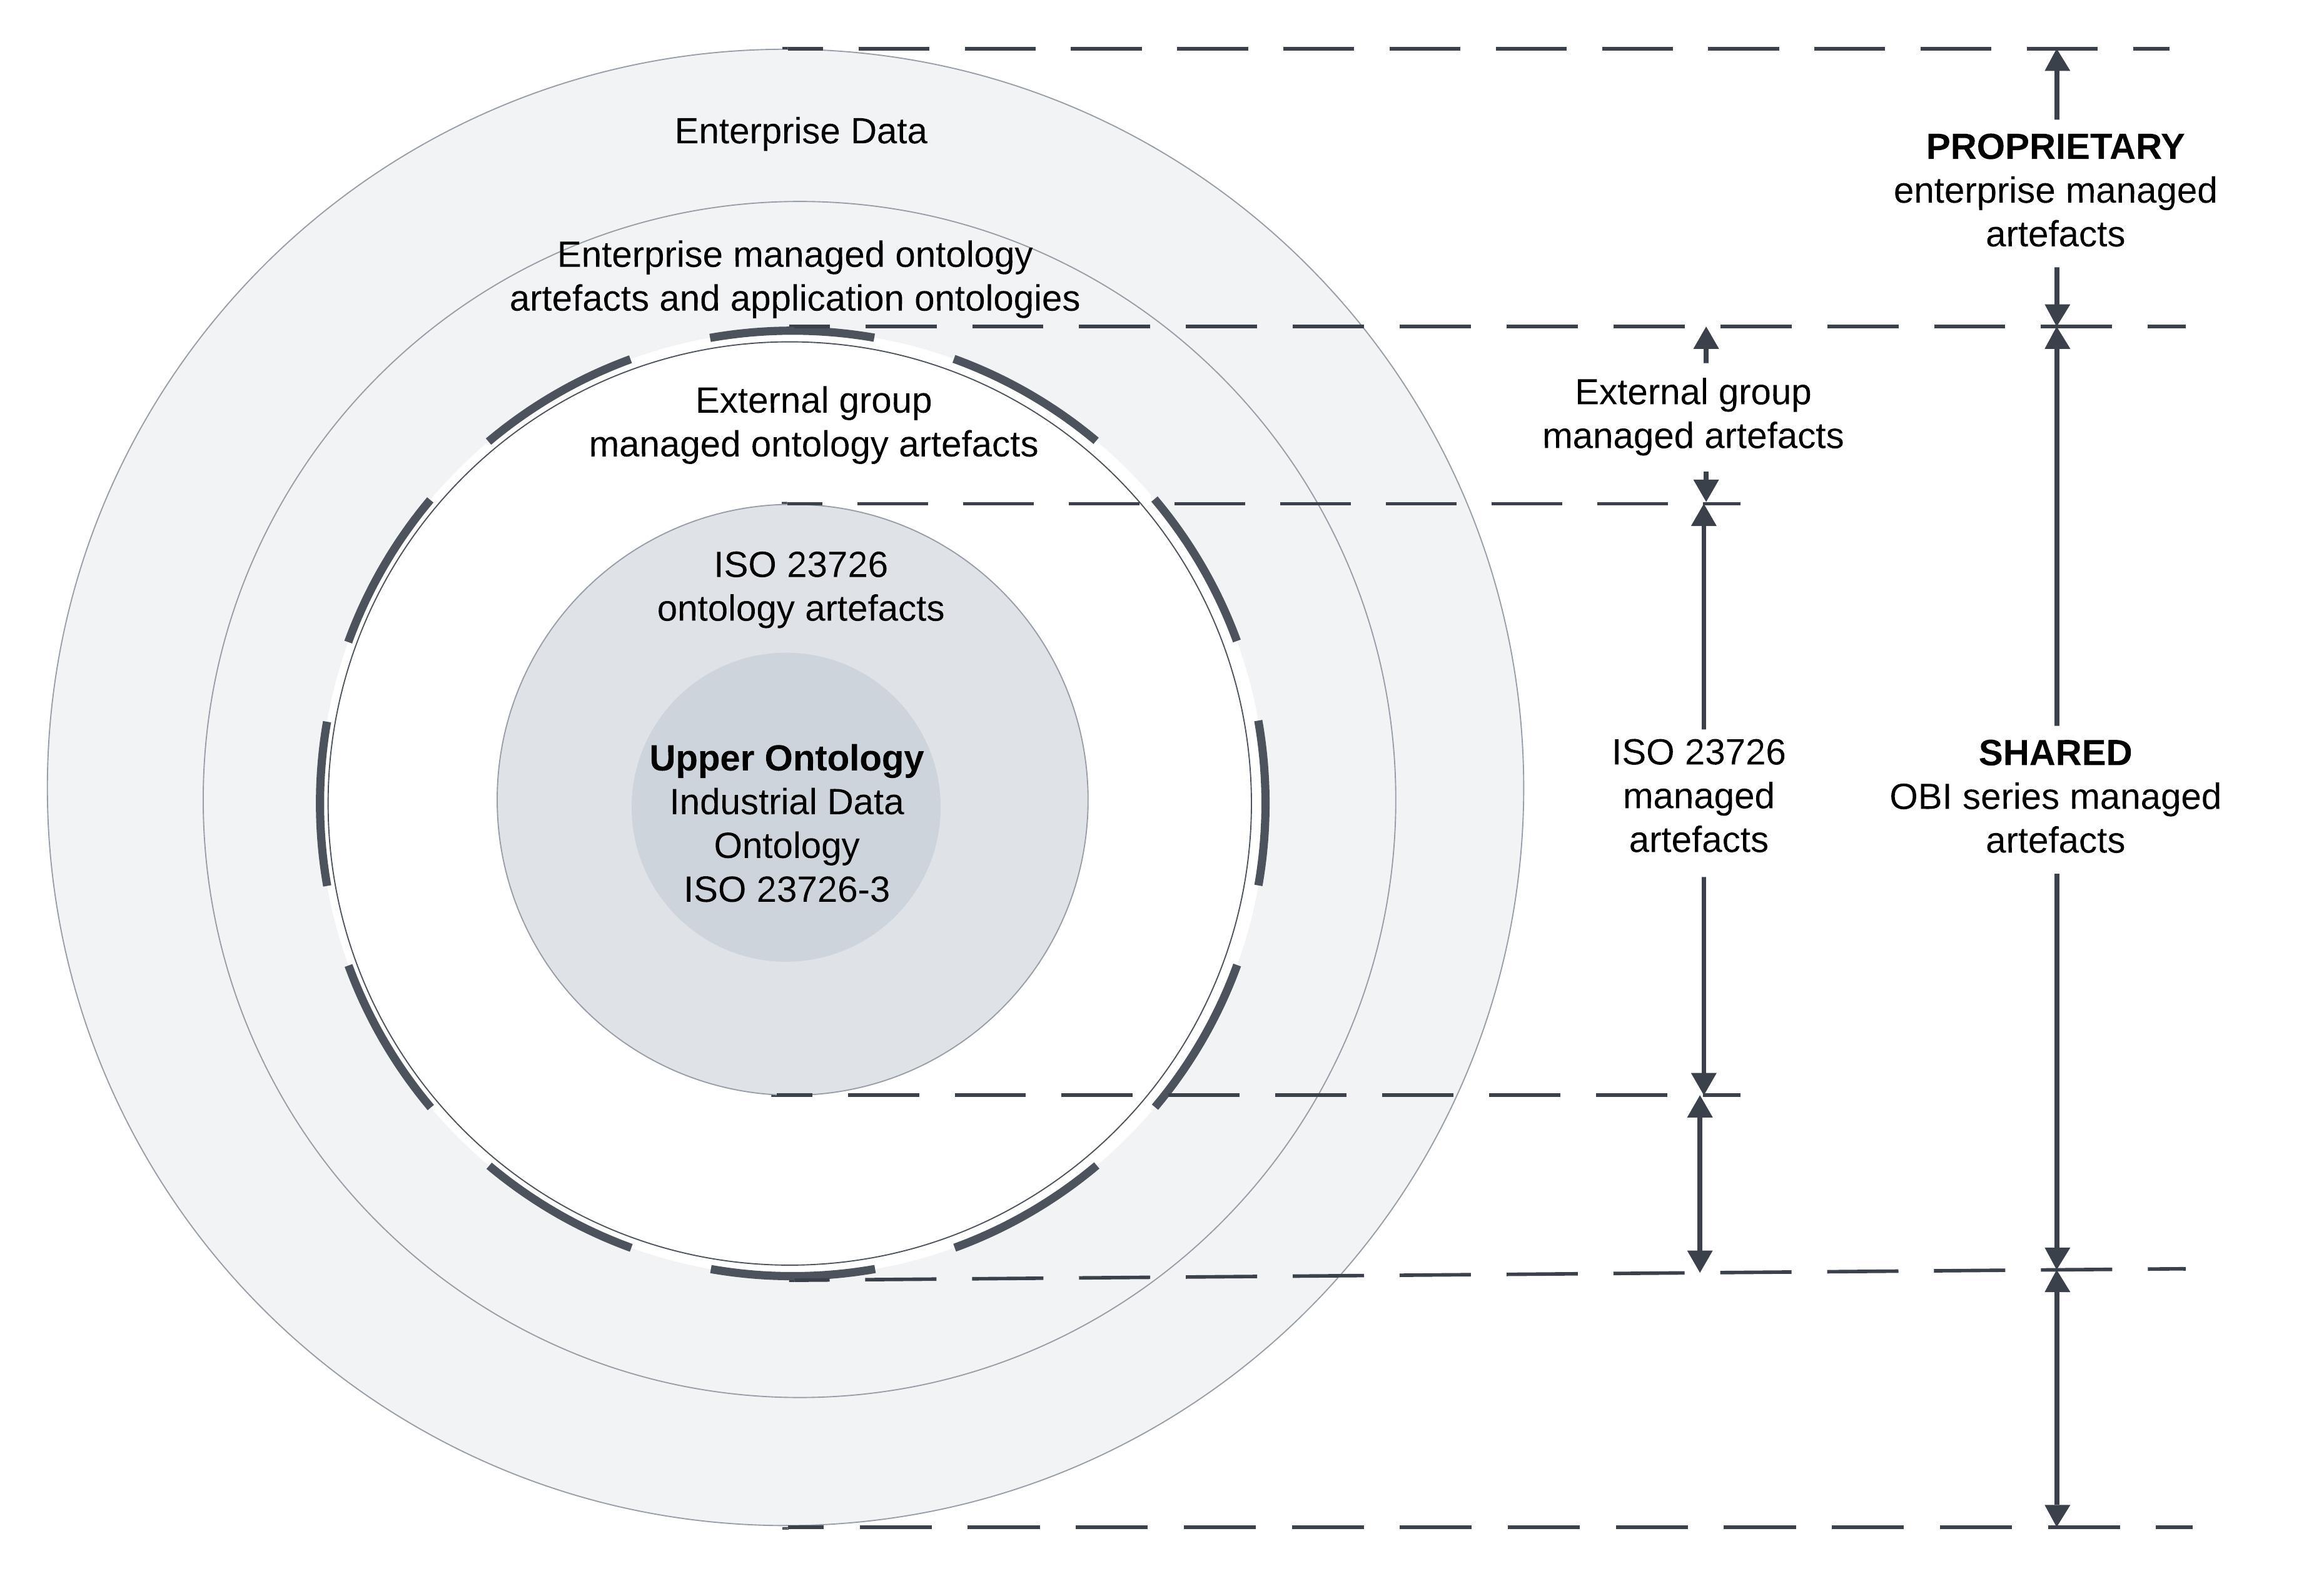 Enterprise Data
Enterprise managed ontology
artefacts and application ontologies
External group
managed ontology artefacts
ISO 23726
ontology artefacts
Upper Ontology
Industrial Data
Ontology
ISO 23726-3
External group
managed artefacts
ISO 23726
managed
artefacts
PROPRIETARY
enterprise managed
artefacts
SHARED
OBI series managed
artefacts